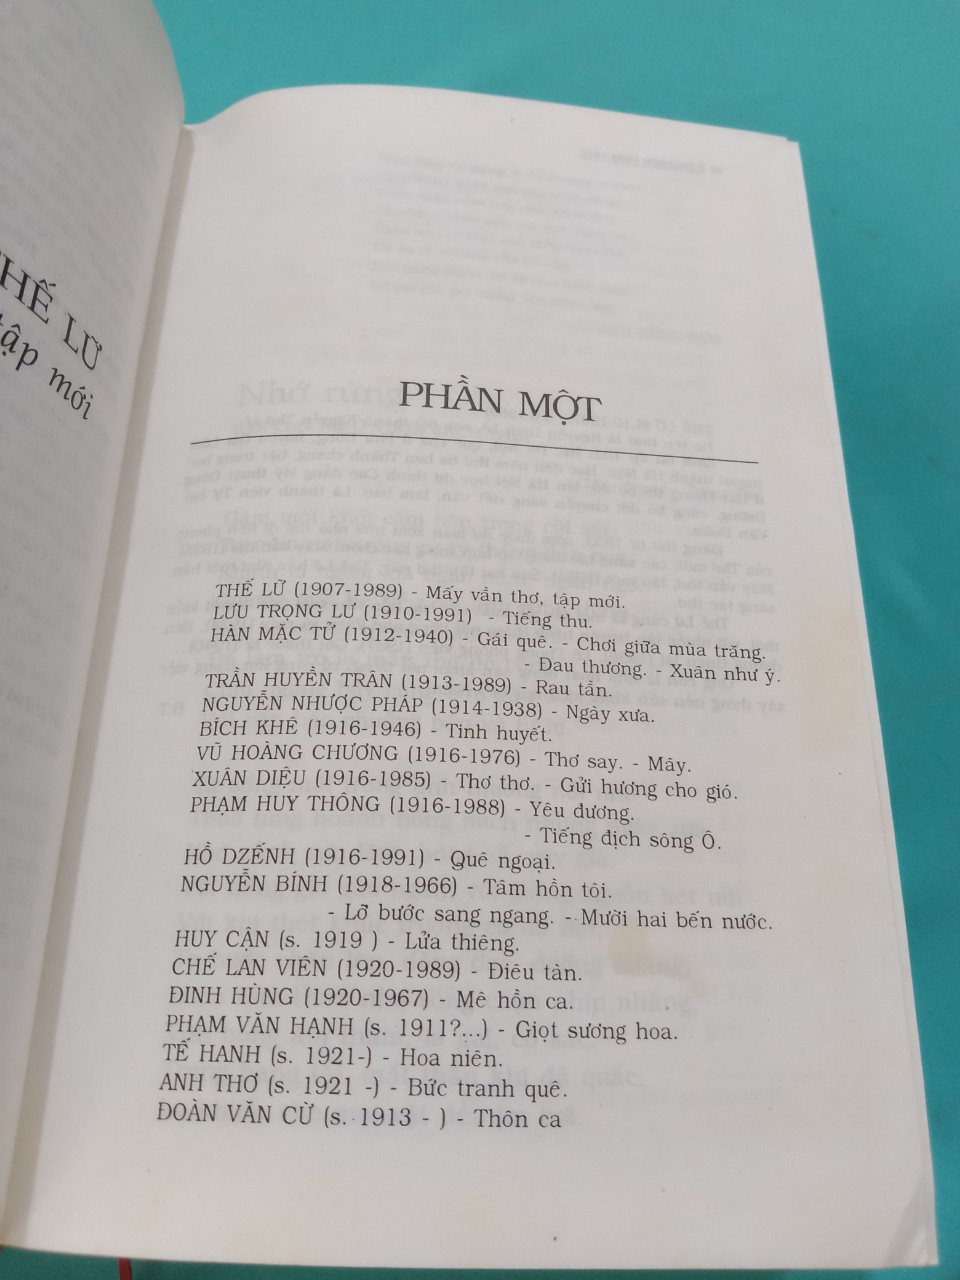 THẾ LỮ
tập mới
PHẦN MỘT
THẾ LỮ (1907-1989) - Mấy vần thơ, tập mới.
LƯU TRỌNG LƯ (1910-1991) - Tiếng thu.
HÀN MẶC TỬ (1912-1940) - Gái quê. - Chơi giữa mùa trăng.
- Đau thương. - Xuân như ý.
TRẦN HUYỀN TRÂN (1913-1989) - Rau tần.
NGUYỄN NHƯỢC PHÁP (1914-1938) - Ngày xưa.
BÍCH KHÊ (1916-1946) - Tinh huyết.
VŨ HOÀNG CHƯƠNG (1916-1976) - Thơ say. - Mây.
XUÂN DIỆU (1916-1985) - Thơ thơ. - Gửi hương cho gió.
PHẠM HUY THÔNG (1916-1988) - Yêu đương.
- Tiếng địch sông Ô.
HỒ DZẾNH (1916-1991) - Quê ngoại.
NGUYỄN BÍNH (1918-1966) - Tâm hồn tôi.
- Lỡ bước sang ngang. - Mười hai bến nước.
HUY CẬN (s. 1919 ) - Lửa thiêng.
CHẾ LAN VIÊN (1920-1989) - Điêu tàn.
ĐINH HÙNG (1920-1967) - Mê hồn ca.
PHẠM VĂN HẠNH (s. 1911?...) - Giọt sương hoa.
TẾ HANH (s. 1921-) - Hoa niên.
ANH THƠ (s. 1921 -) - Bức tranh quê.
ĐOÀN VĂN CỪ (s. 1913 - ) - Thôn ca